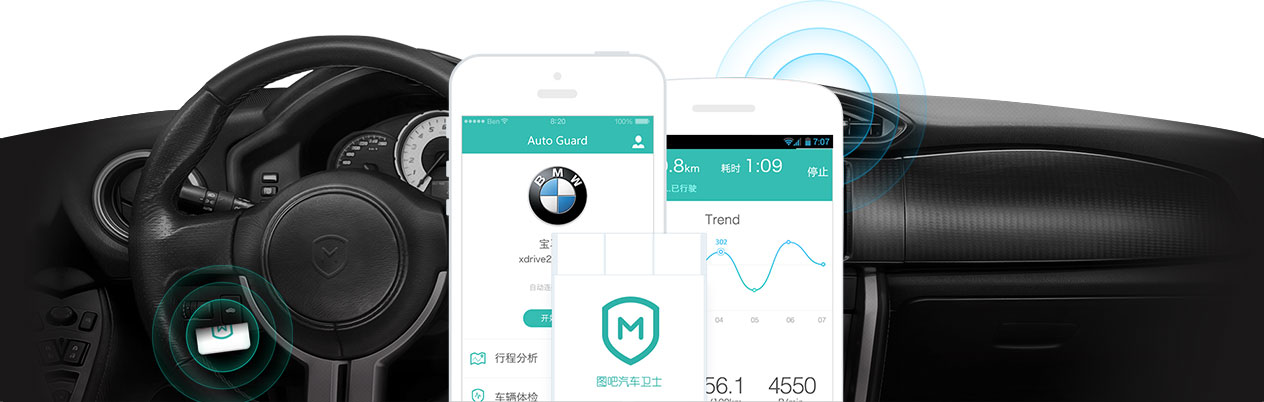 Ben
8:20
100%
Auto Guard
BMW
宝
xdrive2
自动连
开
行程分析
车辆体检
M
图吧汽车卫士
7:07
.8km
耗时 1:09
停止
已行驶
Trend
302
04
05
06
07
56.1
4550
M
M